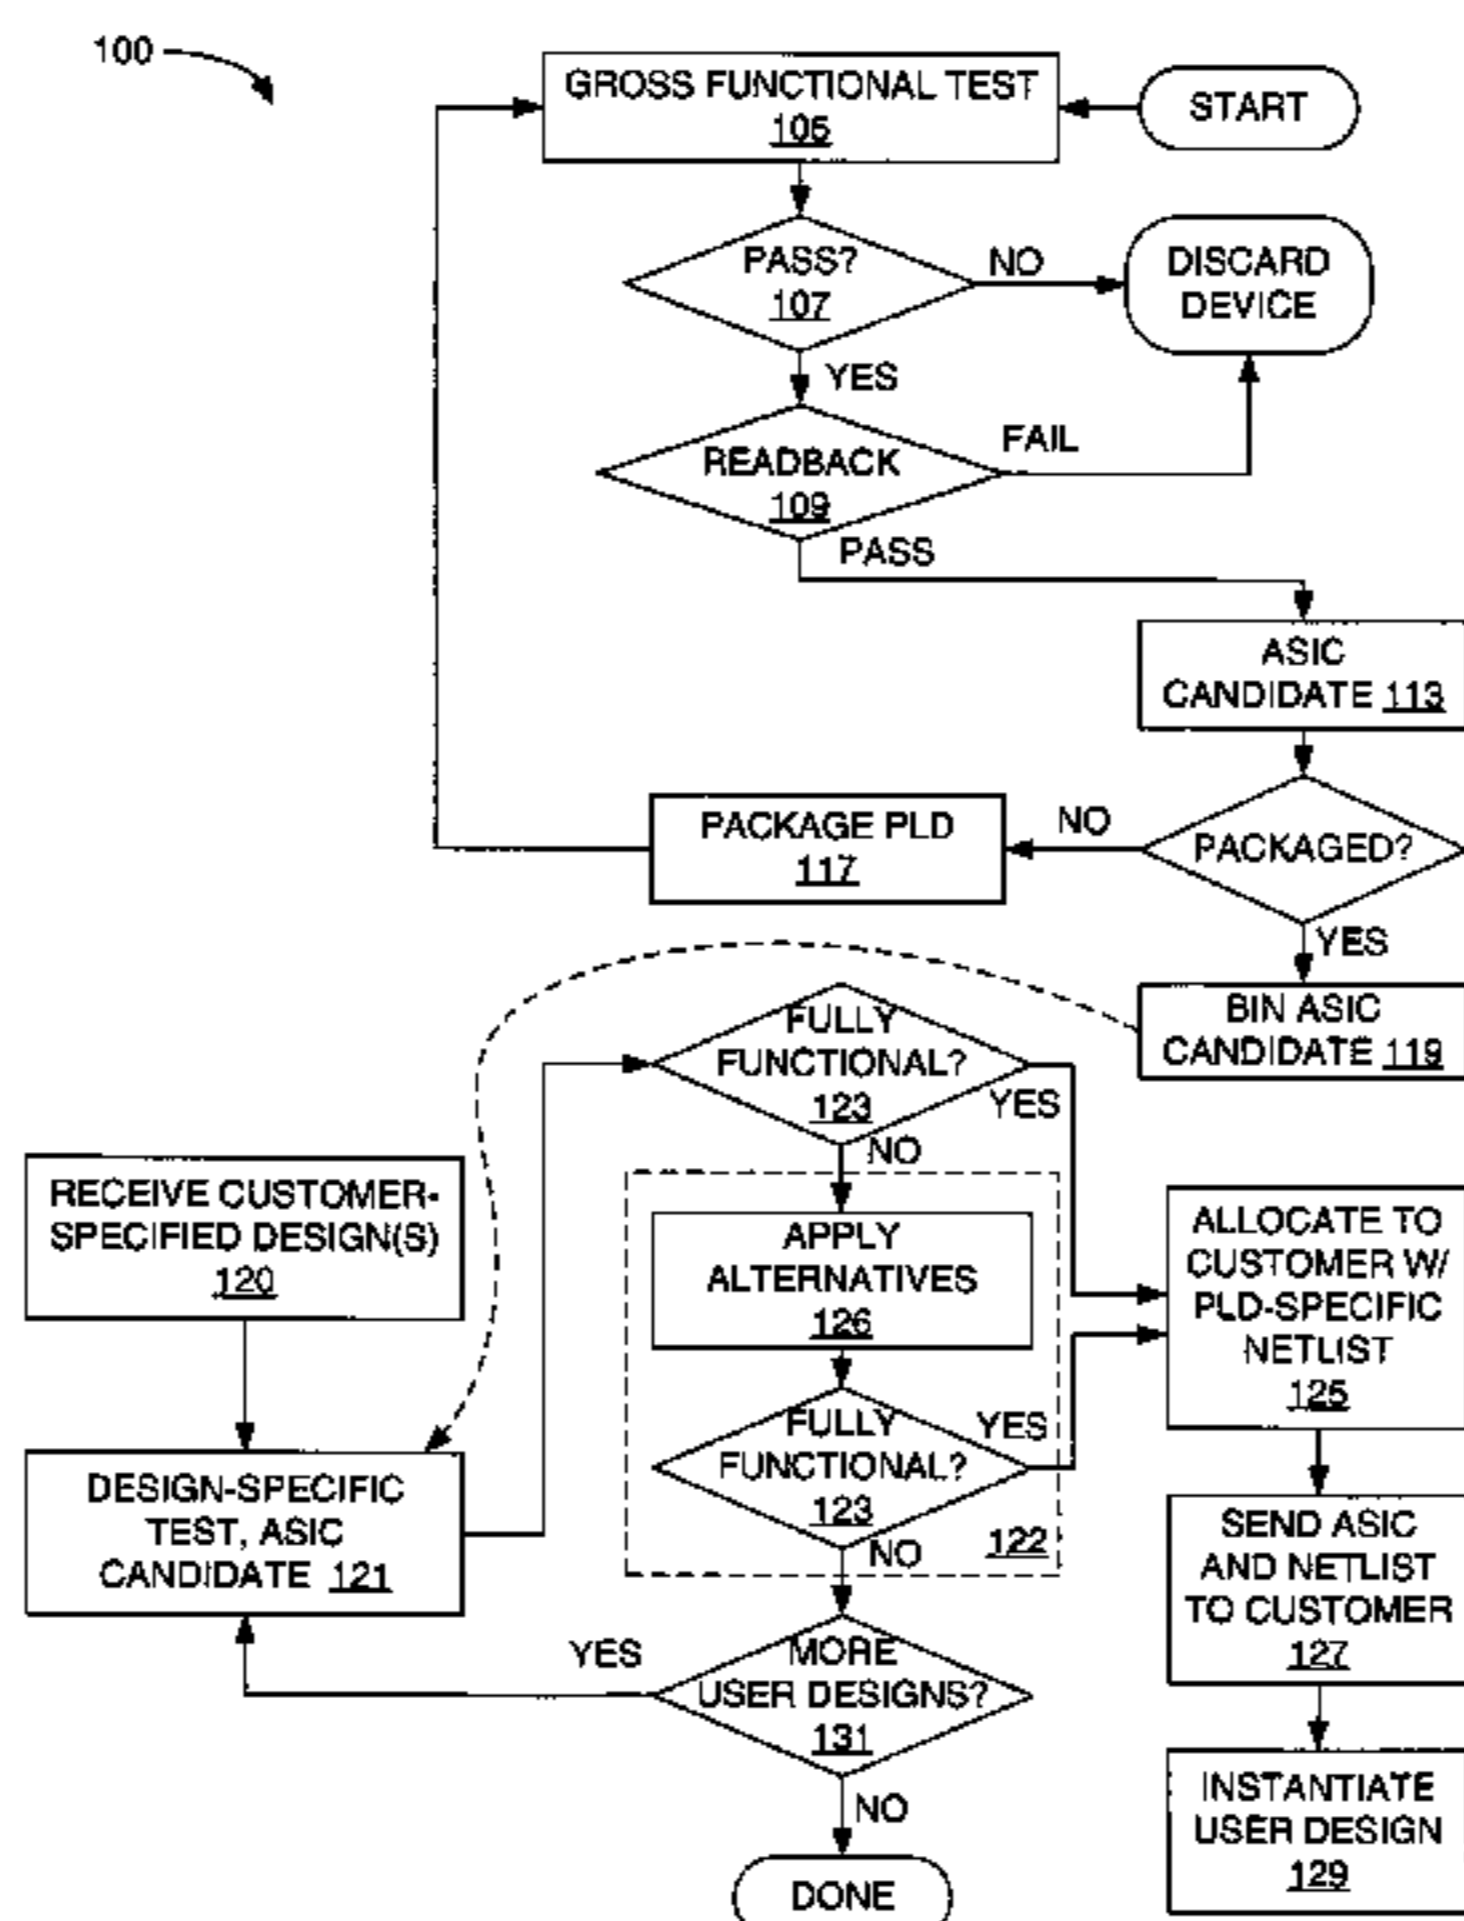 100
GROSS FUNCTIONAL TEST
105
START
PASS?
107
NO
DISCARD
DEVICE
YES
READBACK
109
FAIL
PASS
ASIC
CANDIDATE 113
PACKAGED?
NO
PACKAGE PLD
117
YES
BIN ASIC
CANDIDATE 119
FULLY
FUNCTIONAL?
123
YES
NO
RECEIVE CUSTOMER-
SPECIFIED DESIGN(S)
120
APPLY
ALTERNATIVES
126
ALLOCATE TO
CUSTOMER W/
PLD-SPECIFIC
NETLIST
125
FULLY
FUNCTIONAL?
123
YES
NO
122
DESIGN-SPECIFIC
TEST, ASIC
CANDIDATE 121
SEND ASIC
AND NETLIST
TO CUSTOMER
127
YES
MORE
USER DESIGNS?
131
NO
INSTANTIATE
USER DESIGN
129
DONE